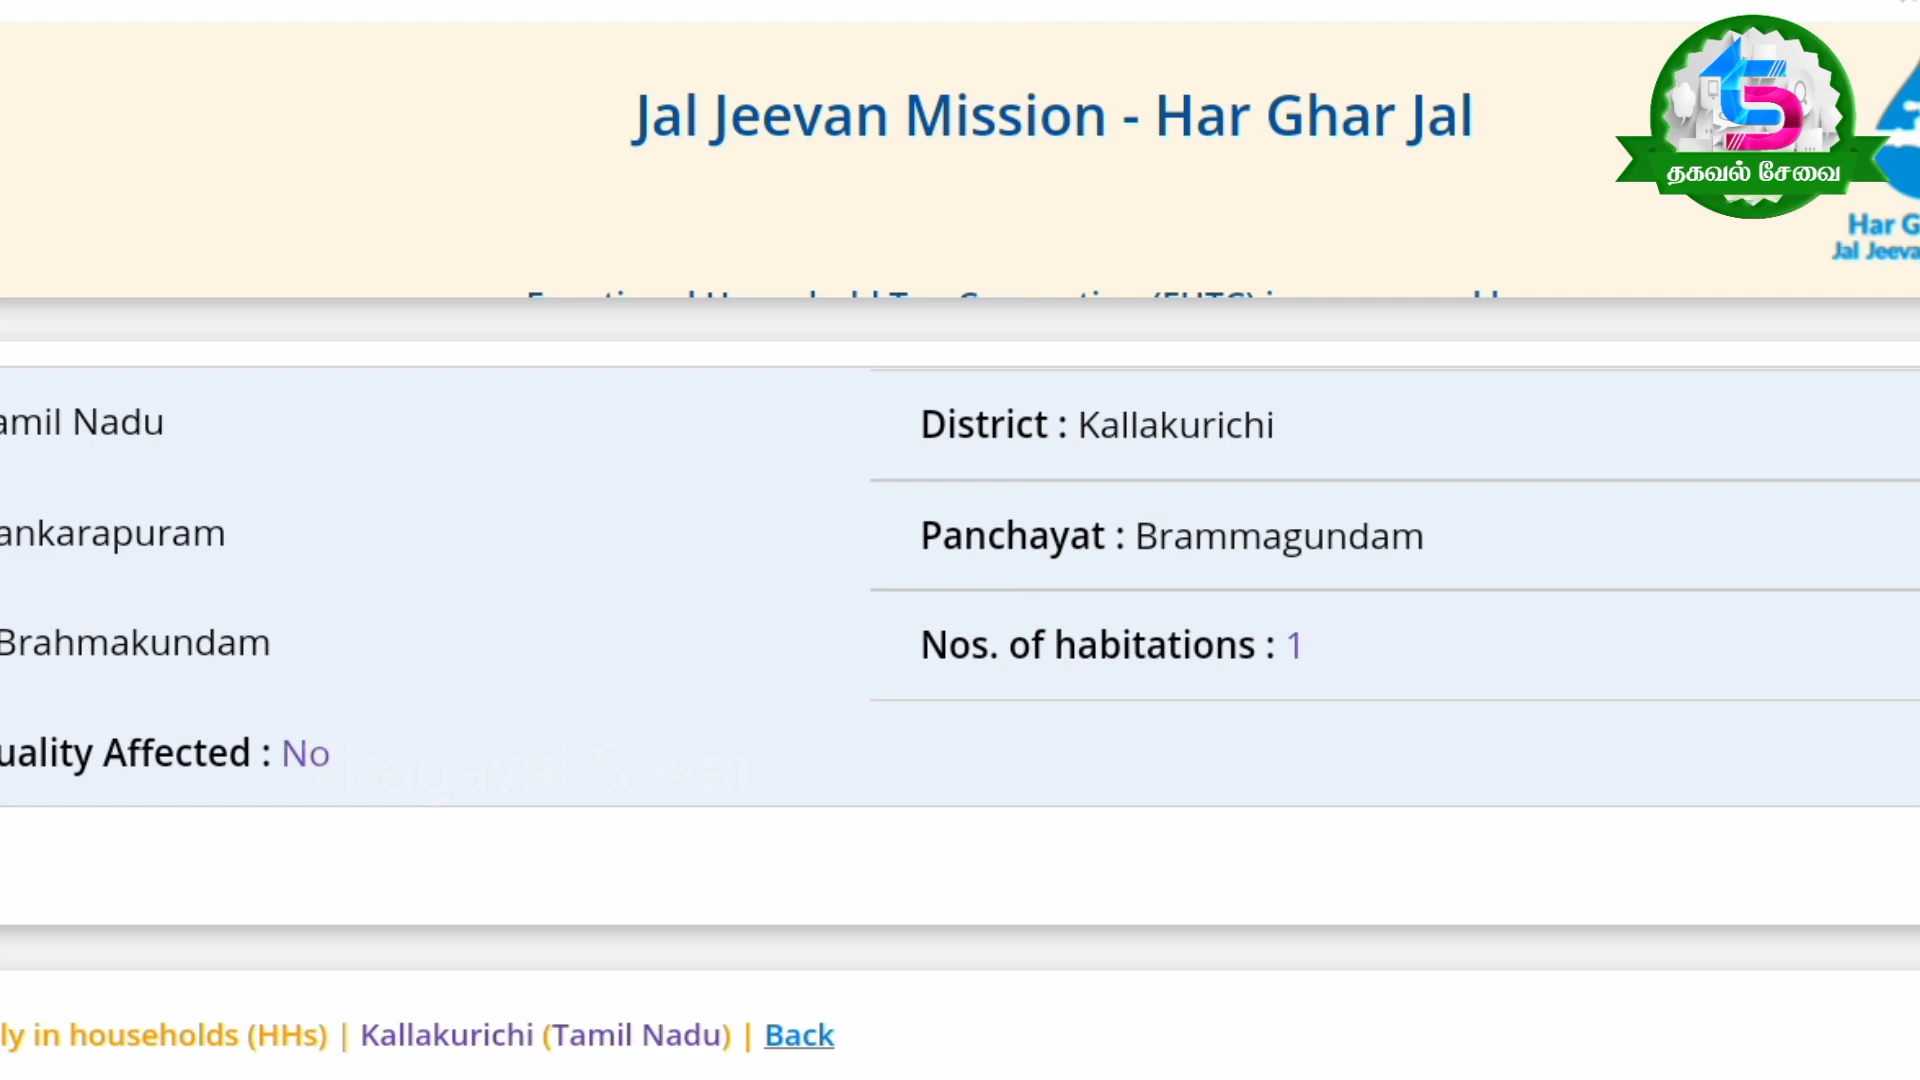 Jal Jeevan Mission - Har Ghar Jal
தகவல் சேவை
Har G
Jal Jeeva
amil Nadu
District : Kallakurichi
ankarapuram
Panchayat : Brammagundam
Brahmakundam
Nos. of habitations : 1
uality Affected : No
Thagaval Sevai
ly in households (HHs) | Kallakurichi (Tamil Nadu) | Back